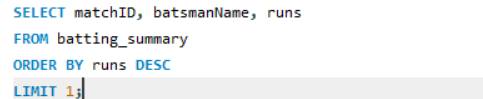 SELECT matchID, batsmanName, runs
FROM batting_summary
ORDER BY runs DESC
LIMIT 1;